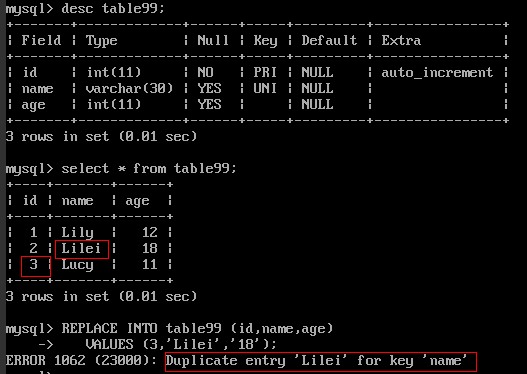 mysql> desc table99;
+-------+-------------+------+-----+---------+----------------+
| Field | Type | Null | Key | Default | Extra |
+-------+-------------+------+-----+---------+----------------+
| id | int(11) | NO | PRI | NULL | auto_increment |
| name | varchar(30) | YES | UNI | NULL | |
| age | int(11) | YES | | NULL | |
+-------+-------------+------+-----+---------+----------------+
3 rows in set (0.01 sec)
mysql> select * from table99;
+----+-------+------+
| id | name | age |
+----+-------+------+
| 1 | Lily | 12 |
| 2 | Lilei | 18 |
| 3 | Lucy | 11 |
+----+-------+------+
3 rows in set (0.01 sec)
mysql> REPLACE INTO table99 (id,name,age)
-> VALUES (3,'Lilei','18');
ERROR 1062 (23000): Duplicate entry 'Lilei' for key 'name'